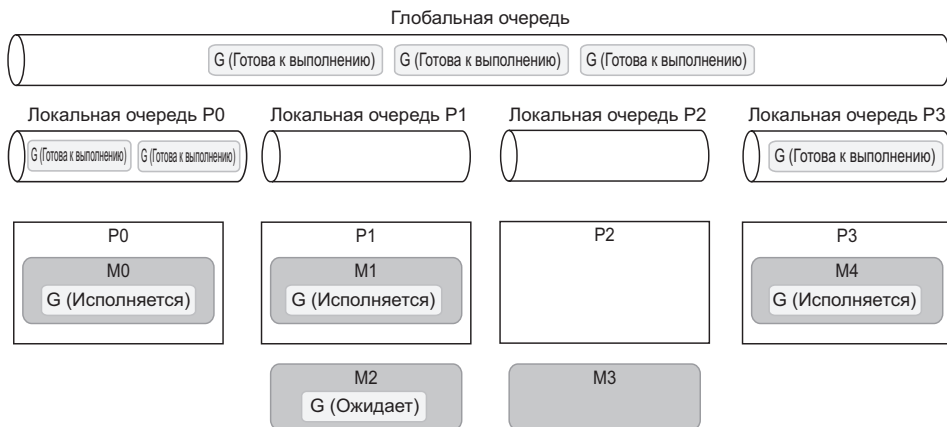 Глобальная очередь
G (Готова к выполнению) G (Готова к выполнению) G (Готова к выполнению)
Локальная очередь P0 Локальная очередь P1 Локальная очередь P2 Локальная очередь P3
G (Готова к выполнению) G (Готова к выполнению) G (Готова к выполнению)
P0 P1 P2 P3
M0 M1 M4
G (Исполняется) G (Исполняется) G (Исполняется)
M2 M3
G (Ожидает)